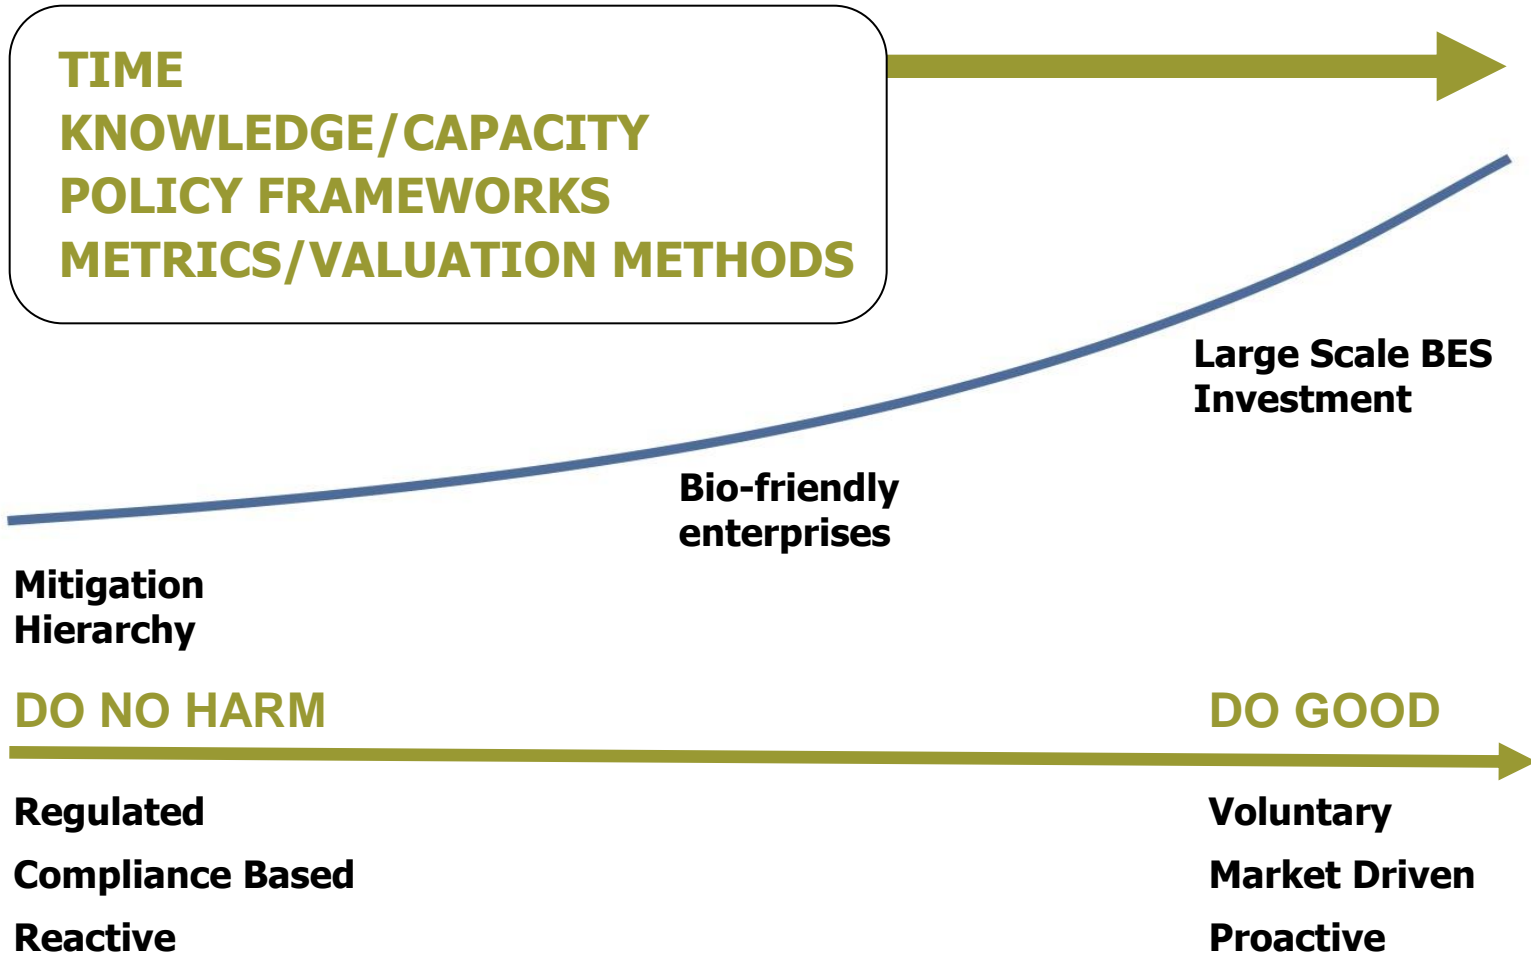 TIME
KNOWLEDGE/CAPACITY
POLICY FRAMEWORKS
METRICS/VALUATION METHODS
Large Scale BES
Investment
Bio-friendly
enterprises
Mitigation
Hierarchy
DO NO HARM
DO GOOD
Regulated
Voluntary
Compliance Based
Market Driven
Reactive
Proactive